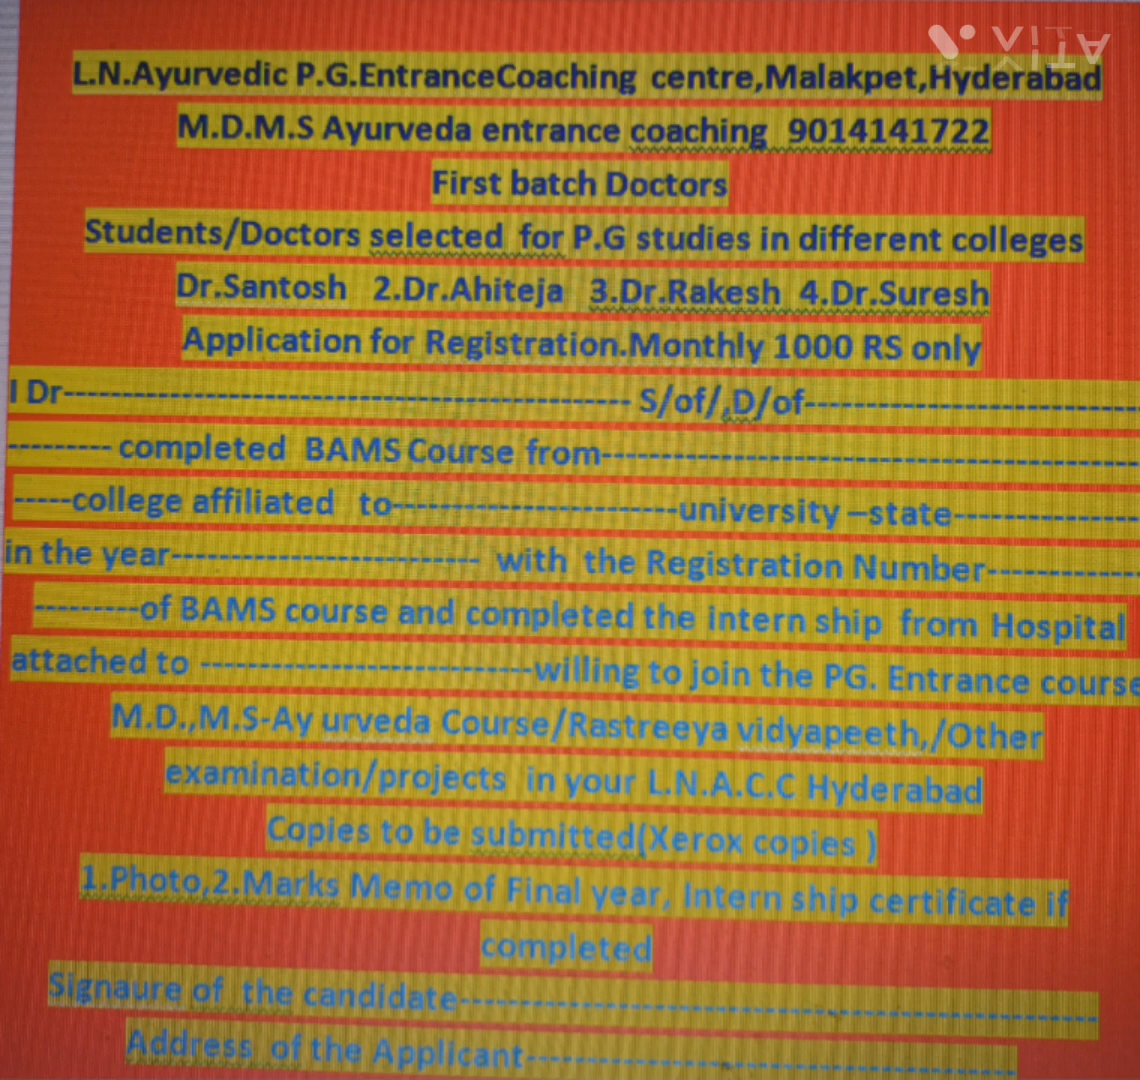 VITA
L.N.Ayurvedic P.G.EntranceCoaching centre,Malakpet,Hyderabad
M.D.M.S Ayurveda entrance coaching 9014141722
First batch Doctors
Students/Doctors selected for P.G studies in different colleges
Dr.Santosh 2.Dr.Ahiteja 3.Dr.Rakesh 4.Dr.Suresh
Application for Registration.Monthly 1000 RS only
I Dr------------------------------------------------ S/of/,D/of----------------------------
--------- completed BAMS Course from----------------------------------------------
-----college affiliated to-------------------------university –state----------------
in the year-------------------------- with the Registration Number-------------
---------of BAMS course and completed the intern ship from Hospital
attached to ----------------------------willing to join the PG. Entrance course
M.D.,M.S-Ay urveda Course/Rastreeya vidyapeeth,/Other
examination/projects in your L.N.A.C.C Hyderabad
Copies to be submitted(Xerox copies )
1.Photo,2.Marks Memo of Final year, Intern ship certificate if
completed
Signaure of the candidate------------------------------------------------------
Address of the Applicant------------------------------------------